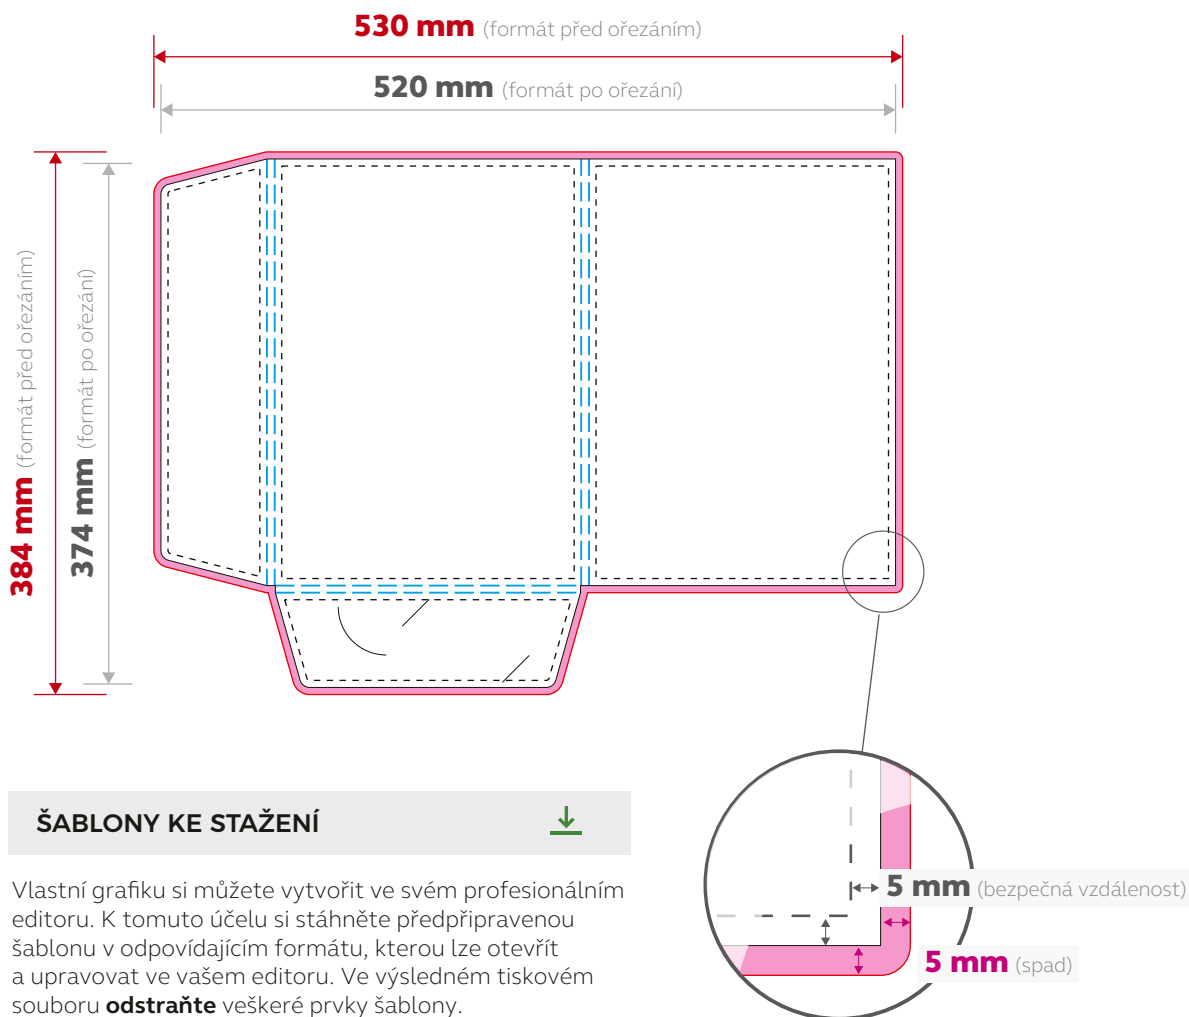 530 mm (formát před ořezáním)
520 mm (formát po ořezání)
384 mm (formát před ořezáním)
374 mm (formát po ořezání)
ŠABLONY KE STAŽENÍ
Vlastní grafiku si můžete vytvořit ve svém profesionálním
editoru. K tomuto účelu si stáhněte předpřipravenou
šablonu v odpovídajícím formátu, kterou lze otevřít
a upravovat ve vašem editoru. Ve výsledném tiskovém
souboru odstraňte veškeré prvky šablony.
5 mm (bezpečná vzdálenost)
5 mm (spad)